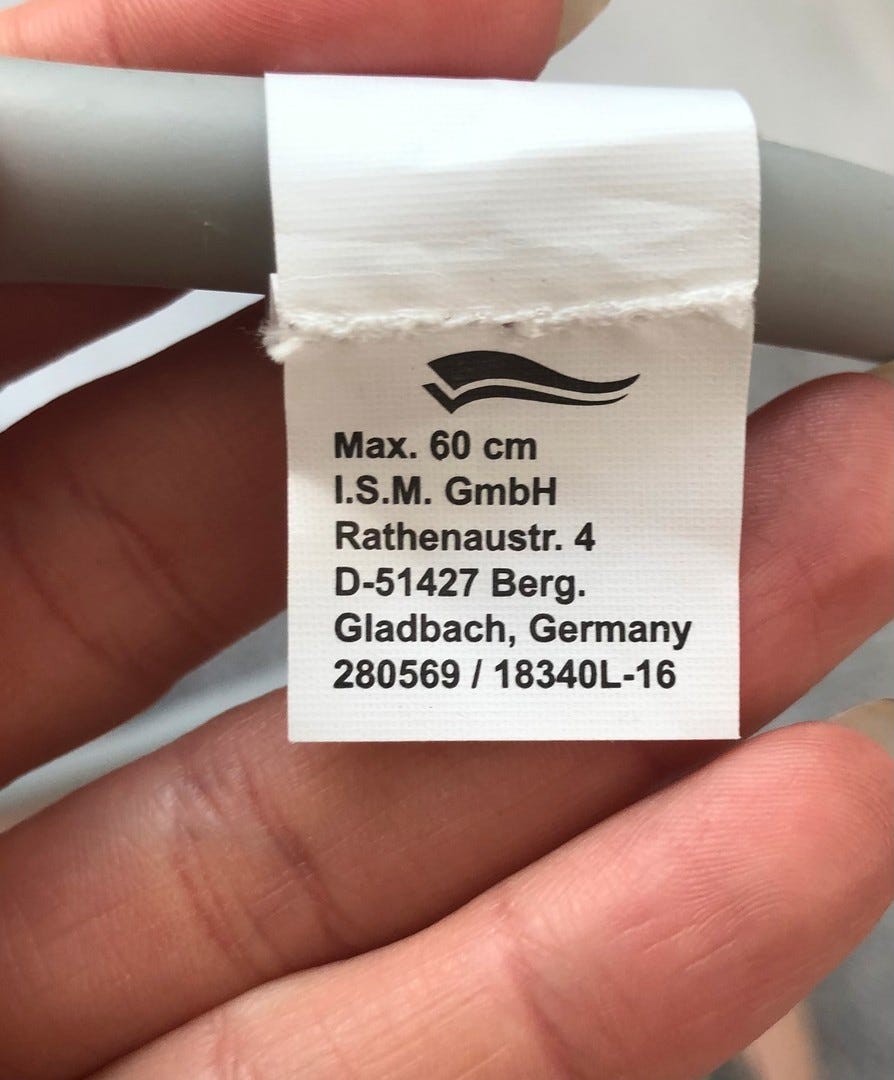 Max. 60 cm
I.S.M. GmbH
Rathenaustr. 4
D-51427 Berg.
Gladbach, Germany
280569 / 18340L-16